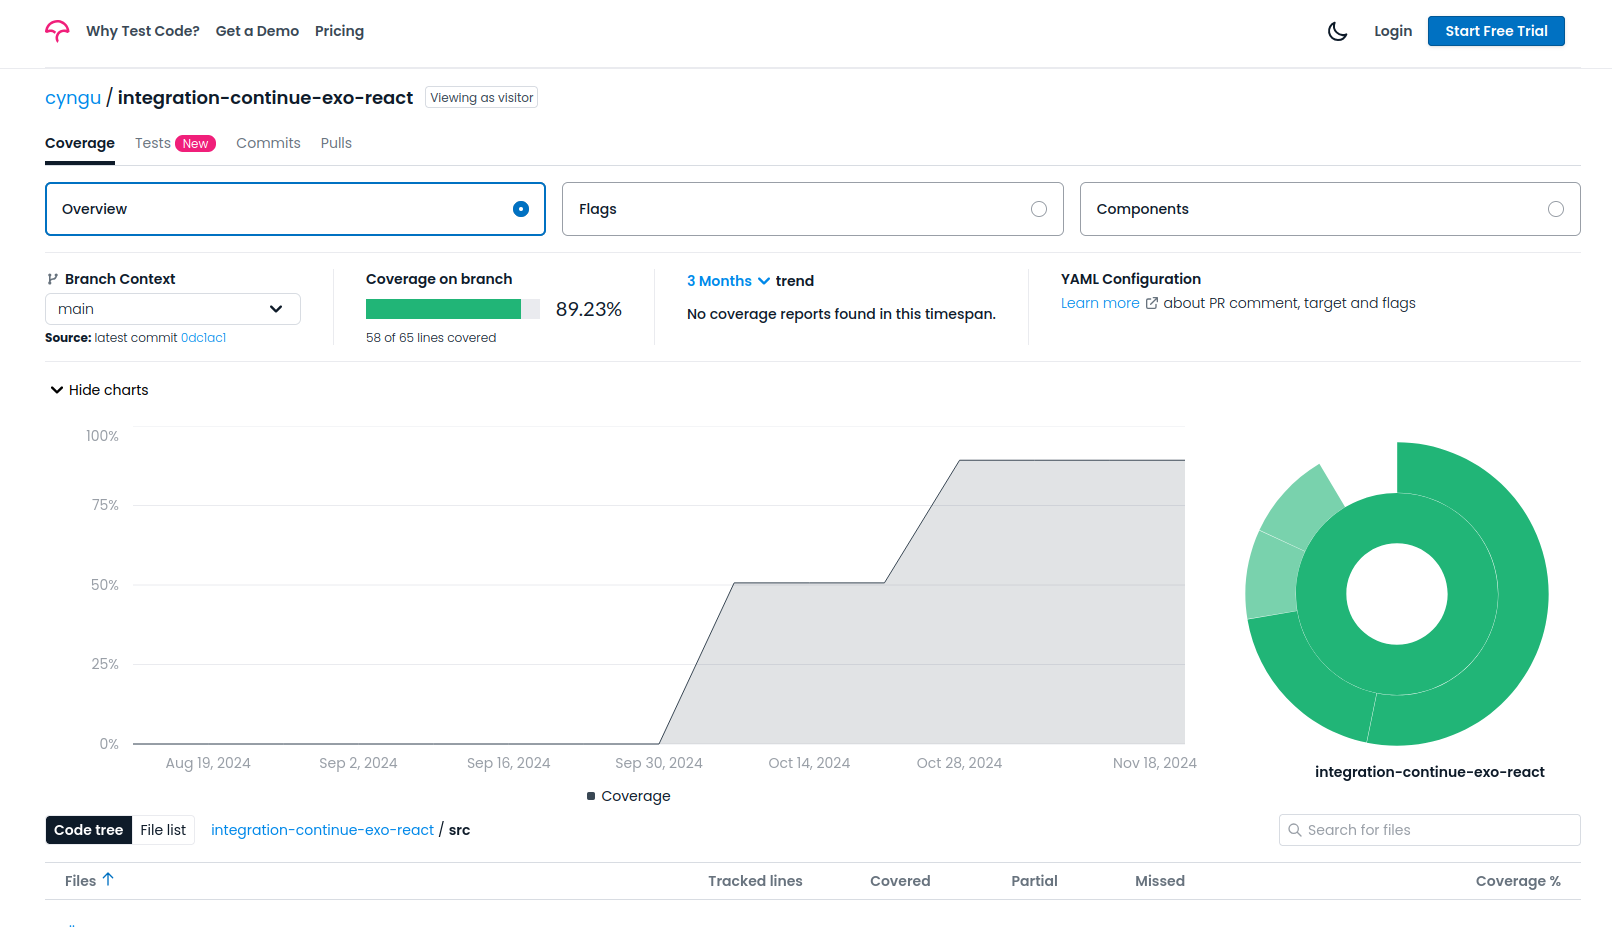 Why Test Code? Get a Demo Pricing Login Start Free Trial
cyngu / integration-continue-exo-react Viewing as visitor
Coverage Tests New Commits Pulls
Overview Flags Components
Branch Context
main
Source: latest commit 0dc1ac1
Coverage on branch
89.23%
58 of 65 lines covered
3 Months trend
No coverage reports found in this timespan.
YAML Configuration
Learn more about PR comment, target and flags
Hide charts
100%
75%
50%
25%
0%
Aug 19, 2024 Sep 2, 2024 Sep 16, 2024 Sep 30, 2024 Oct 14, 2024 Oct 28, 2024 Nov 18, 2024
Coverage
integration-continue-exo-react
Code tree File list integration-continue-exo-react / src Search for files
Files Tracked lines Covered Partial Missed Coverage %